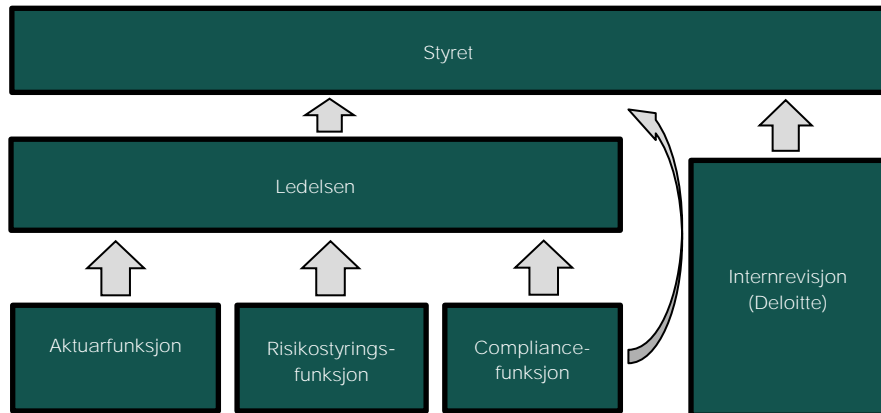 Styret
Ledelsen
Internrevisjon
(Deloitte)
Aktuarfunksjon
Risikostyrings-
funksjon
Compliance-
funksjon